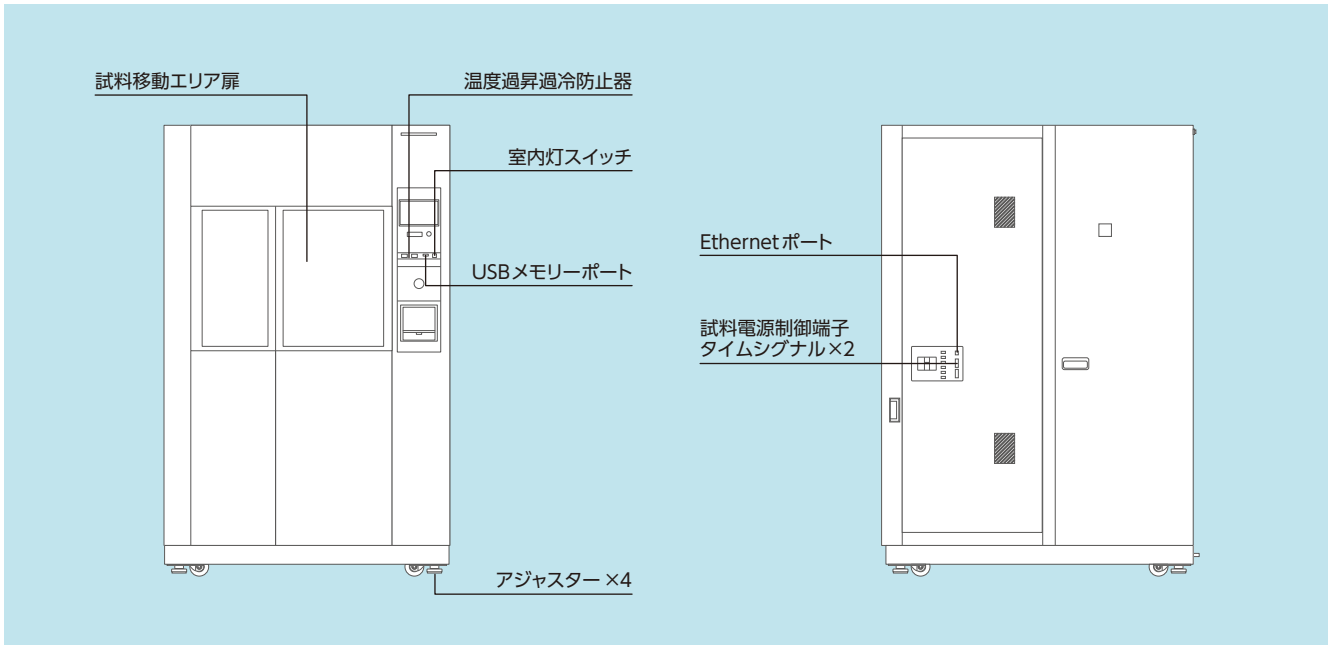 試料移動エリア扉
温度過昇過冷防止器
室内灯スイッチ
USBメモリーポート
アジャスター ×4
Ethernetポート
試料電源制御端子
タイムシグナル×2